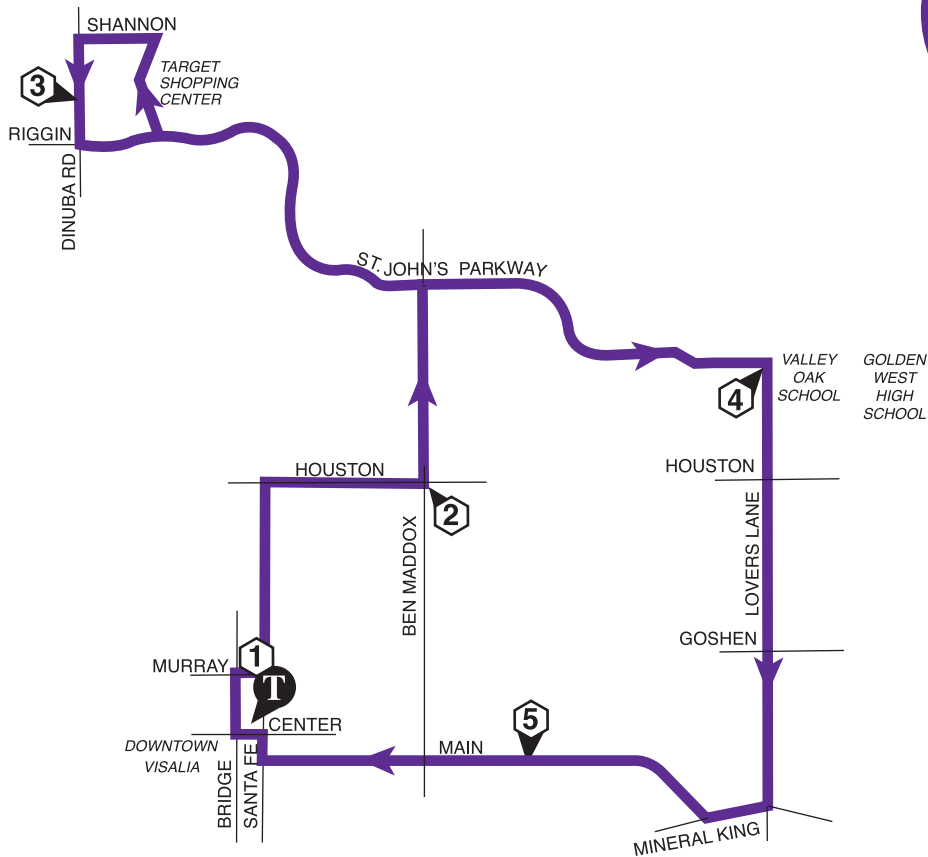 SHANNON
TARGET
SHOPPING
CENTER
3
RIGGIN
DINUBA RD
ST. JOHN'S PARKWAY
VALLEY
OAK
SCHOOL
GOLDEN
WEST
HIGH
SCHOOL
4
HOUSTON
HOUSTON
2
LOVERS LANE
BEN MADDOX
GOSHEN
1
MURRAY
T
5
CENTER
DOWNTOWN
VISALIA
MAIN
BRIDGE
SANTA FE
MINERAL KING